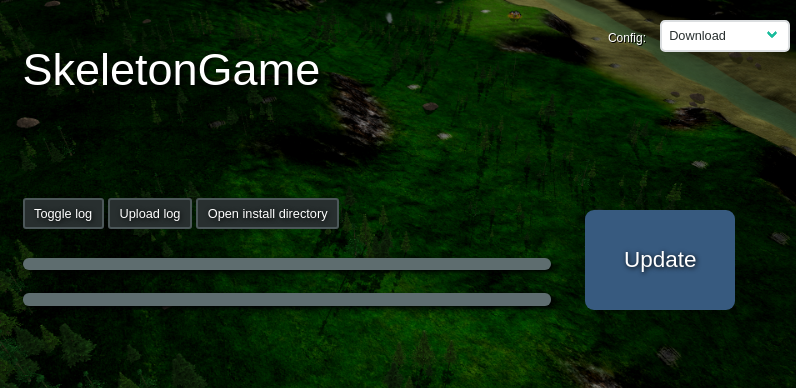 Config: Download
SkeletonGame
Toggle log Upload log Open install directory
Update